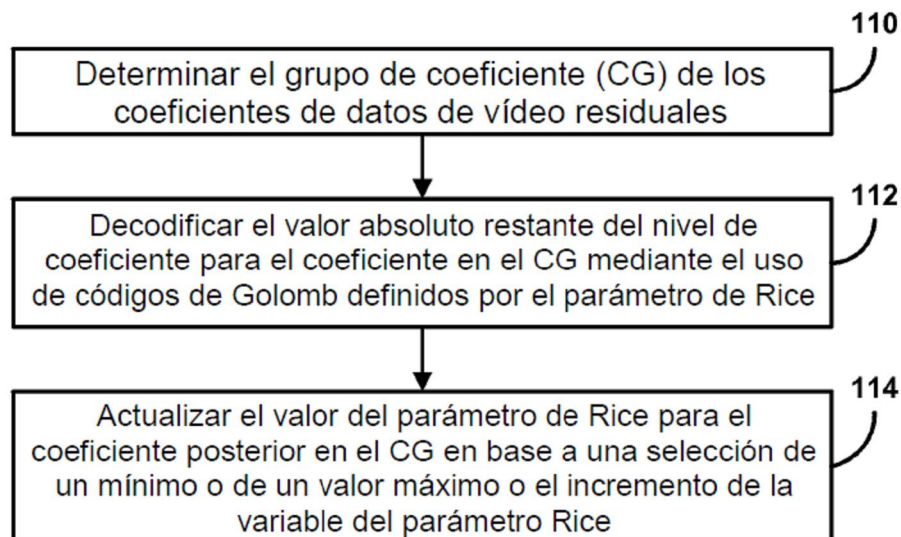 110
Determinar el grupo de coeficiente (CG) de los
coeficientes de datos de vídeo residuales
112
Decodificar el valor absoluto restante del nivel de
coeficiente para el coeficiente en el CG mediante el uso
de códigos de Golomb definidos por el parámetro de Rice
114
Actualizar el valor del parámetro de Rice para el
coeficiente posterior en el CG en base a una selección de
un mínimo o de un valor máximo o el incremento de la
variable del parámetro Rice